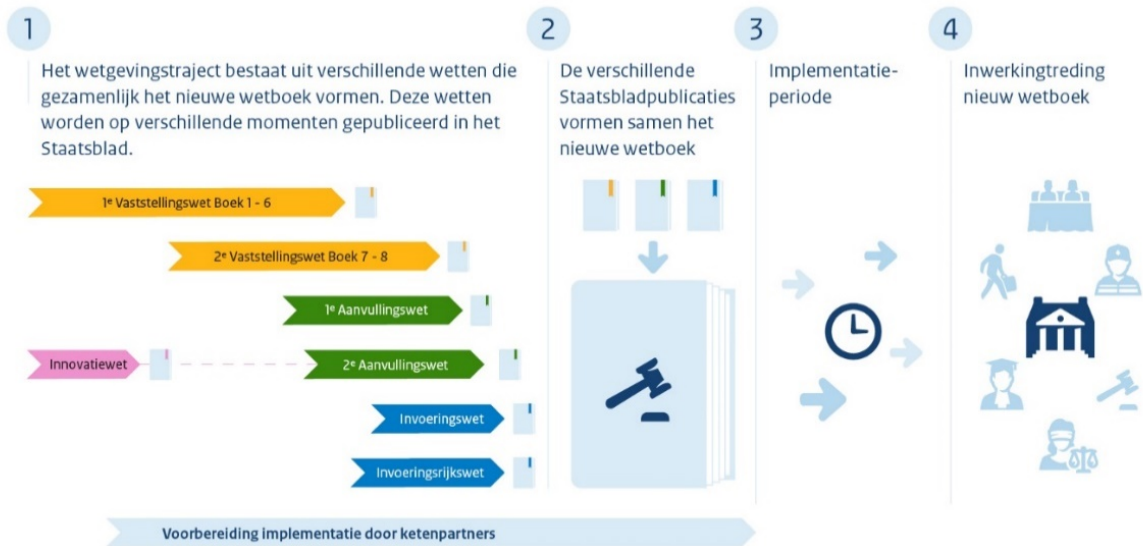 1
Het wetgevingstraject bestaat uit verschillende wetten die
gezamenlijk het nieuwe wetboek vormen. Deze wetten
worden op verschillende momenten gepubliceerd in het
Staatsblad.
1e Vaststellingswet Boek 1 - 6
2e Vaststellingswet Boek 7 - 8
1e Aanvullingswet
Innovatiewet
2e Aanvullingswet
Invoeringswet
Invoeringsrijkswet
Voorbereiding implementatie door ketenpartners
2
De verschillende
Staatsbladpublicaties
vormen samen het
nieuwe wetboek
3
Implementatie-
periode
4
Inwerkingtreding
nieuw wetboek